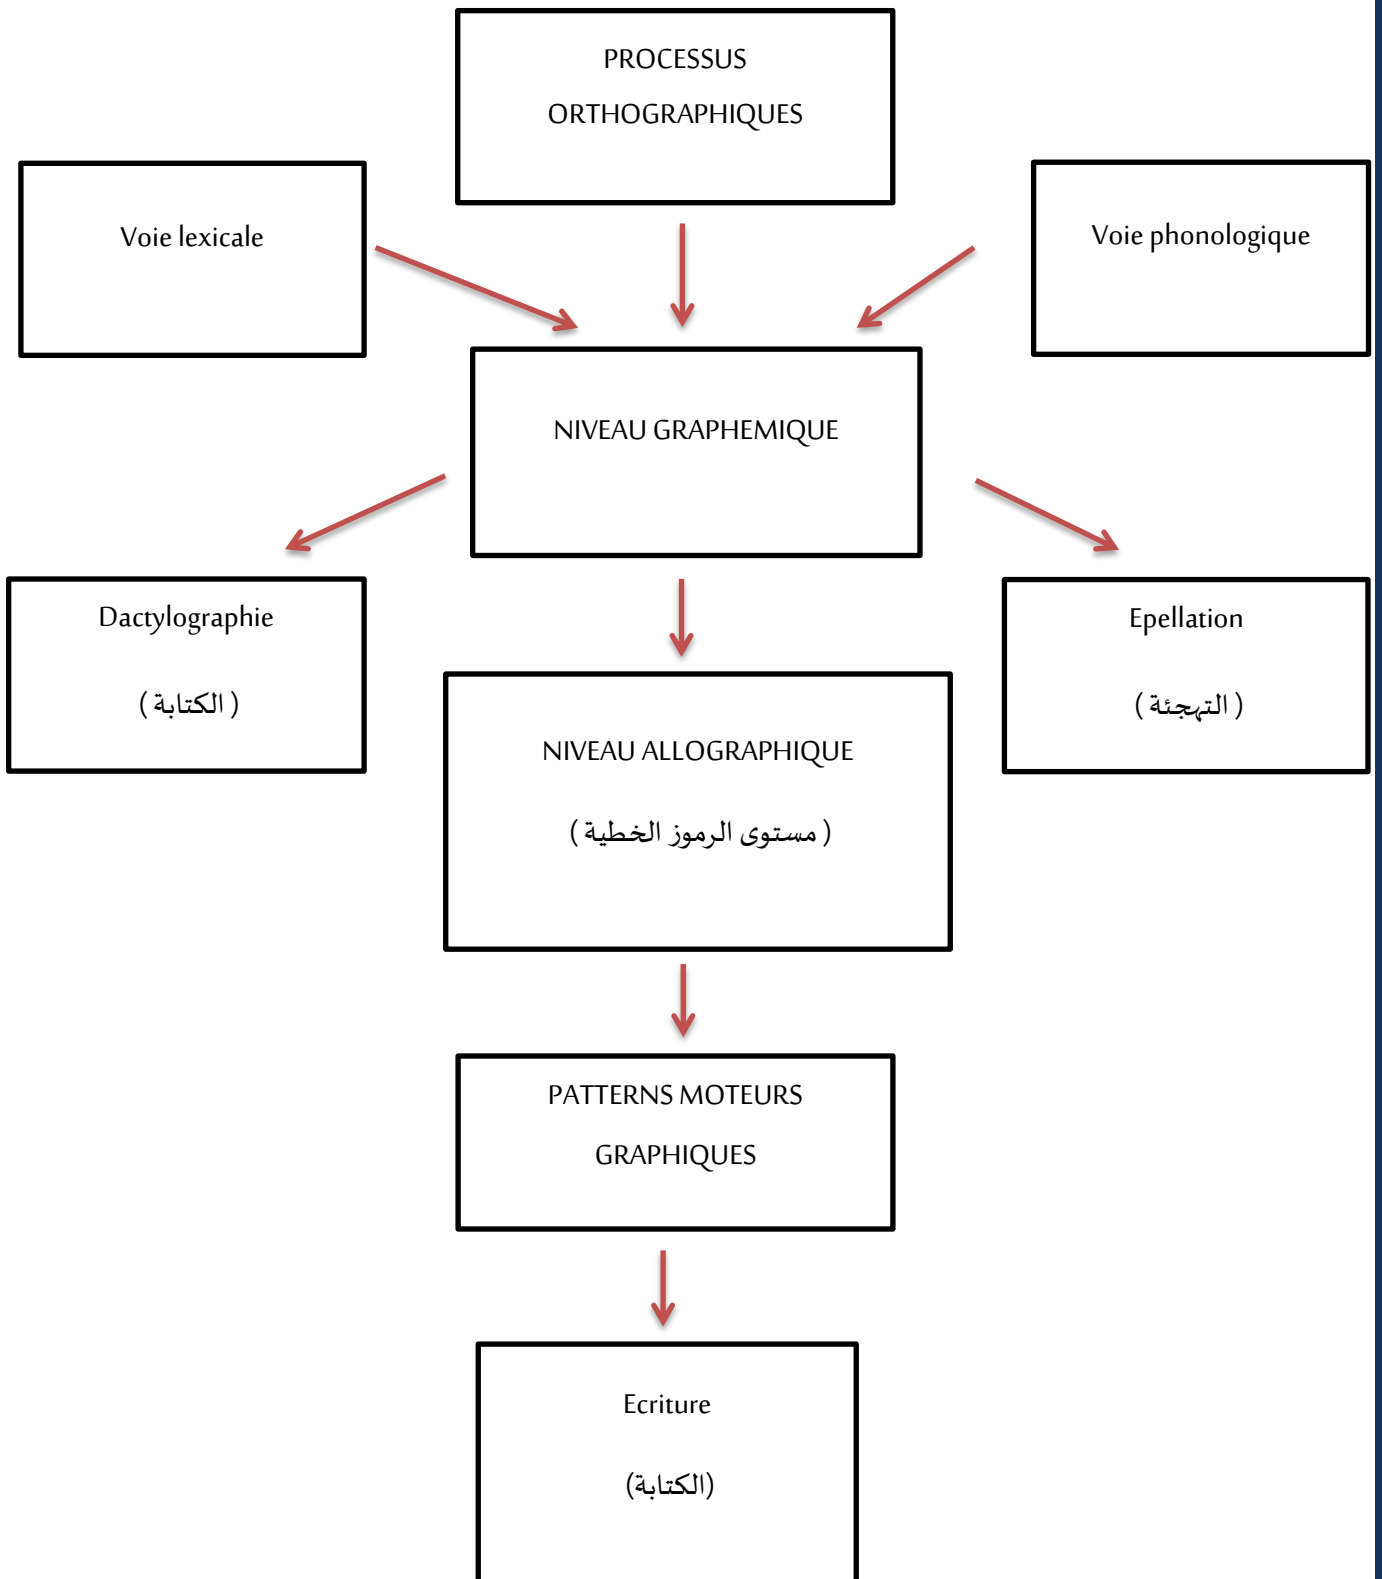 PROCESSUS
ORTHOGRAPHIQUES
Voie lexicale
Voie phonologique
NIVEAU GRAPHEMIQUE
Dactylographie
( الكتابة )
Epellation
( التهجئة )
NIVEAU ALLOGRAPHIQUE
( مستوى الرموز الخطية )
PATTERNS MOTEURS
GRAPHIQUES
Ecriture
(الكتابة)